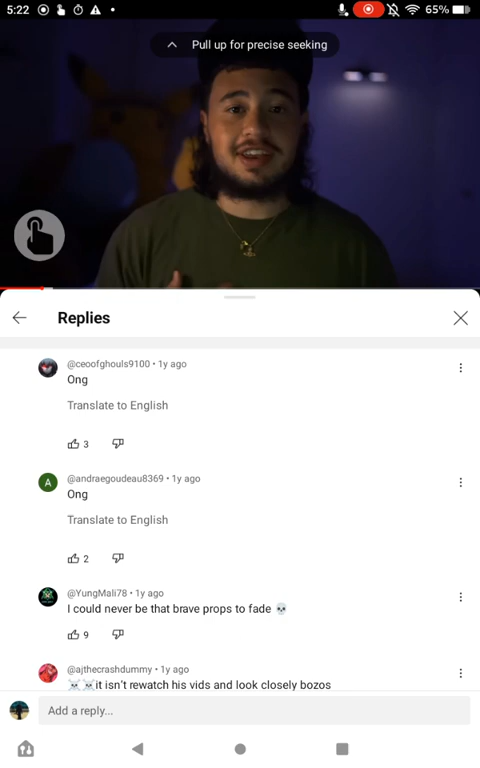 5:22
65%
Pull up for precise seeking
Replies
@ceoofghouls9100 • 1y ago
Ong
Translate to English
3
A
@andraegoudeau8369 • 1y ago
Ong
Translate to English
2
@YungMali78 • 1y ago
I could never be that brave props to fade 💀
9
@ajthecrashdummy • 1y ago
☠️☠️it isn't rewatch his vids and look closely bozos
Add a reply...